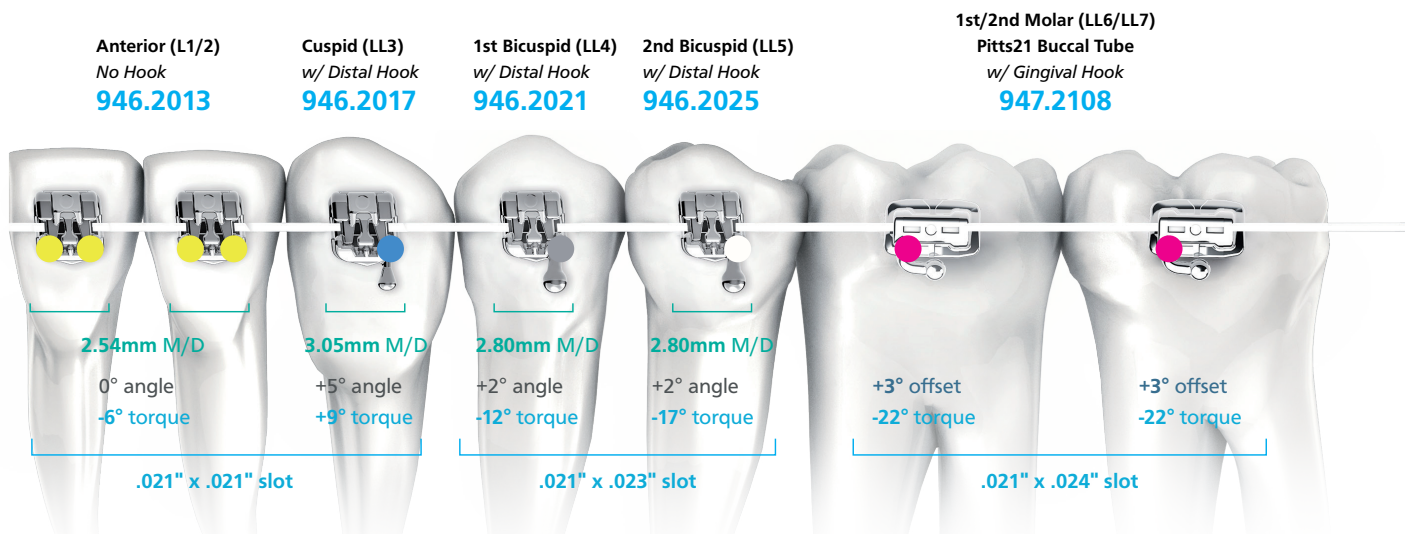 Anterior (L1/2)
No Hook
946.2013
Cuspid (LL3)
w/ Distal Hook
946.2017
1st Bicuspid (LL4)
w/ Distal Hook
946.2021
2nd Bicuspid (LL5)
w/ Distal Hook
946.2025
1st/2nd Molar (LL6/LL7)
Pitts21 Buccal Tube
w/ Gingival Hook
947.2108
2.54mm M/D
0° angle
-6° torque
3.05mm M/D
+5° angle
+9° torque
2.80mm M/D
+2° angle
-12° torque
2.80mm M/D
+2° angle
-17° torque
+3° offset
-22° torque
+3° offset
-22° torque
.021" x .021" slot
.021" x .023" slot
.021" x .024" slot